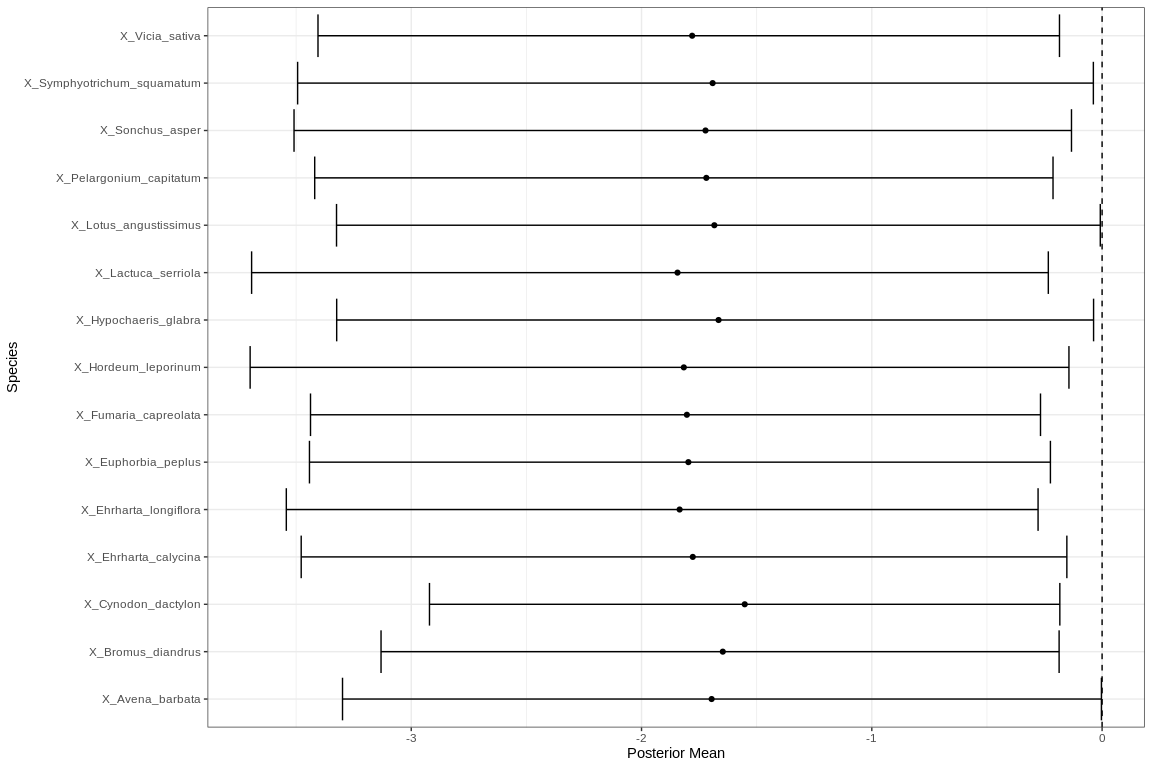 X_Vicia_sativa
X_Symphyotrichum_squamatum
X_Sonchus_asper
X_Pelargonium_capitatum
X_Lotus_angustissimus
X_Lactuca_serriola
X_Hypochaeris_glabra
X_Hordeum_leporinum
X_Fumaria_capreolata
X_Euphorbia_peplus
X_Ehrharta_longiflora
X_Ehrharta_calycina
X_Cynodon_dactylon
X_Bromus_diandrus
X_Avena_barbata
Species
-3 -2 -1 0
Posterior Mean